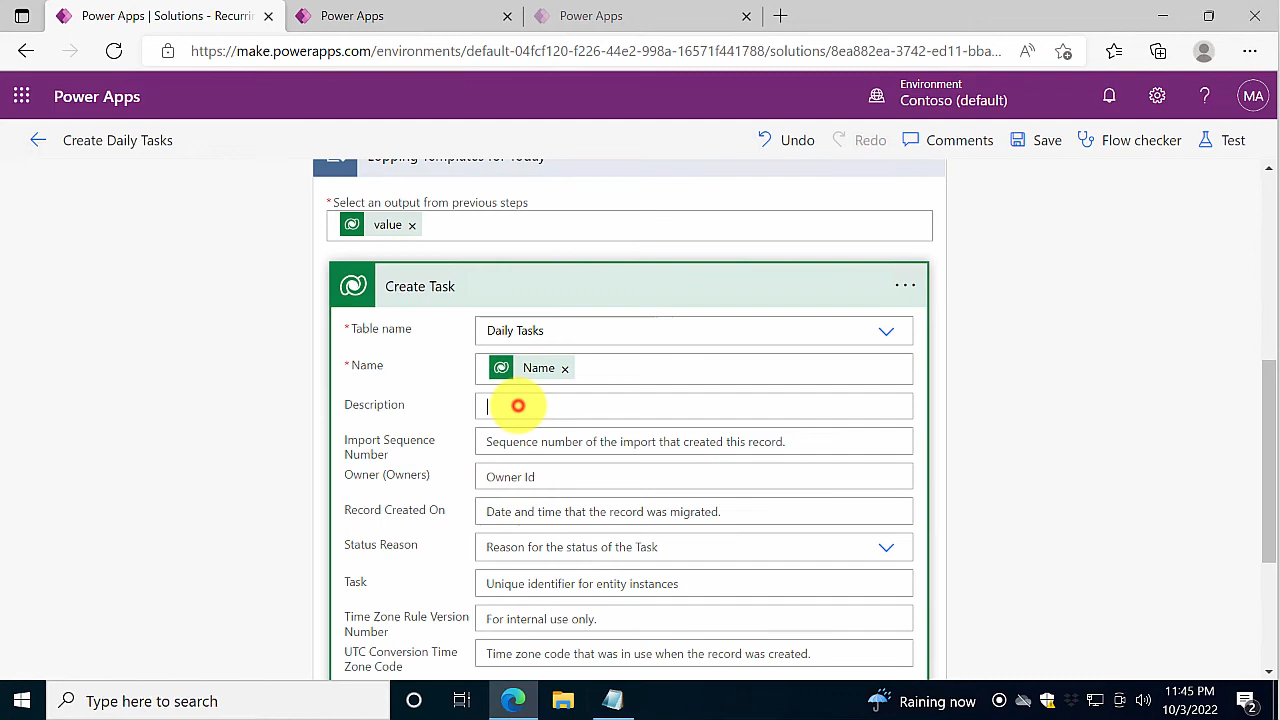 Power Apps | Solutions - Recurrin
Power Apps
Power Apps
https://make.powerapps.com/environments/default-04fcf120-f226-44e2-998a-16571f441788/solutions/8ea882ea-3742-ed11-bba...
Power Apps
Environment
Contoso (default)
MA
Create Daily Tasks
Undo
Redo
Comments
Save
Flow checker
Test
Lopping Templates for Today
* Select an output from previous steps
value
Create Task
* Table name
Daily Tasks
* Name
Name
Description
Import Sequence
Number
Sequence number of the import that created this record.
Owner (Owners)
Owner Id
Record Created On
Date and time that the record was migrated.
Status Reason
Reason for the status of the Task
Task
Unique identifier for entity instances
Time Zone Rule Version
Number
For internal use only.
UTC Conversion Time
Zone Code
Time zone code that was in use when the record was created.
Type here to search
Raining now
11:45 PM
10/3/2022
2